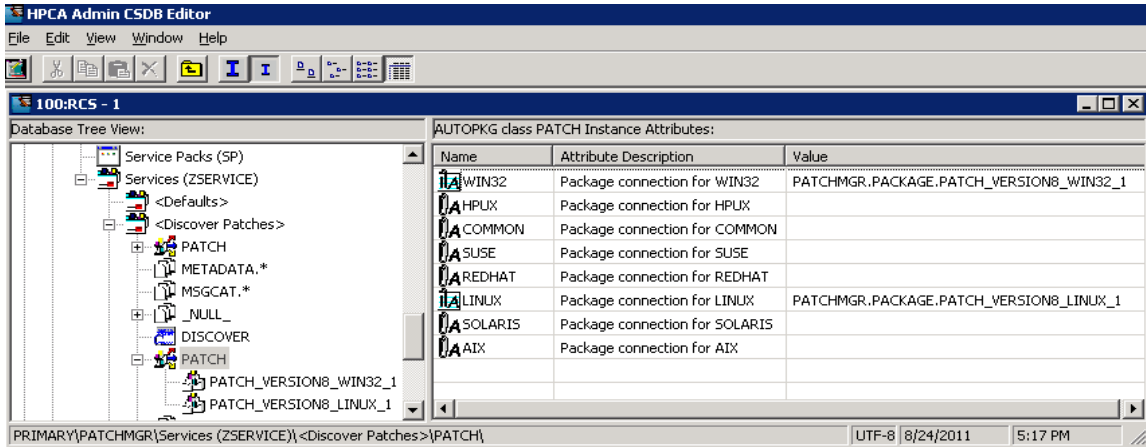 HPCA Admin CSDB Editor
File Edit View Window Help
100:RCS - 1
Database Tree View:
Service Packs (SP)
Services (ZSERVICE)
<Defaults>
<Discover Patches>
PATCH
METADATA.*
MSGCAT.*
_NULL_
DISCOVER
PATCH
PATCH_VERSION8_WIN32_1
PATCH_VERSION8_LINUX_1
AUTOPKG class PATCH Instance Attributes:
Name Attribute Description Value
WIN32 Package connection for WIN32 PATCHMGR.PACKAGE.PATCH_VERSION8_WIN32_1
HPUX Package connection for HPUX
COMMON Package connection for COMMON
SUSE Package connection for SUSE
REDHAT Package connection for REDHAT
LINUX Package connection for LINUX PATCHMGR.PACKAGE.PATCH_VERSION8_LINUX_1
SOLARIS Package connection for SOLARIS
AIX Package connection for AIX
PRIMARY\PATCHMGR\Services (ZSERVICE)\<Discover Patches>\PATCH\ UTF-8 8/24/2011 5:17 PM